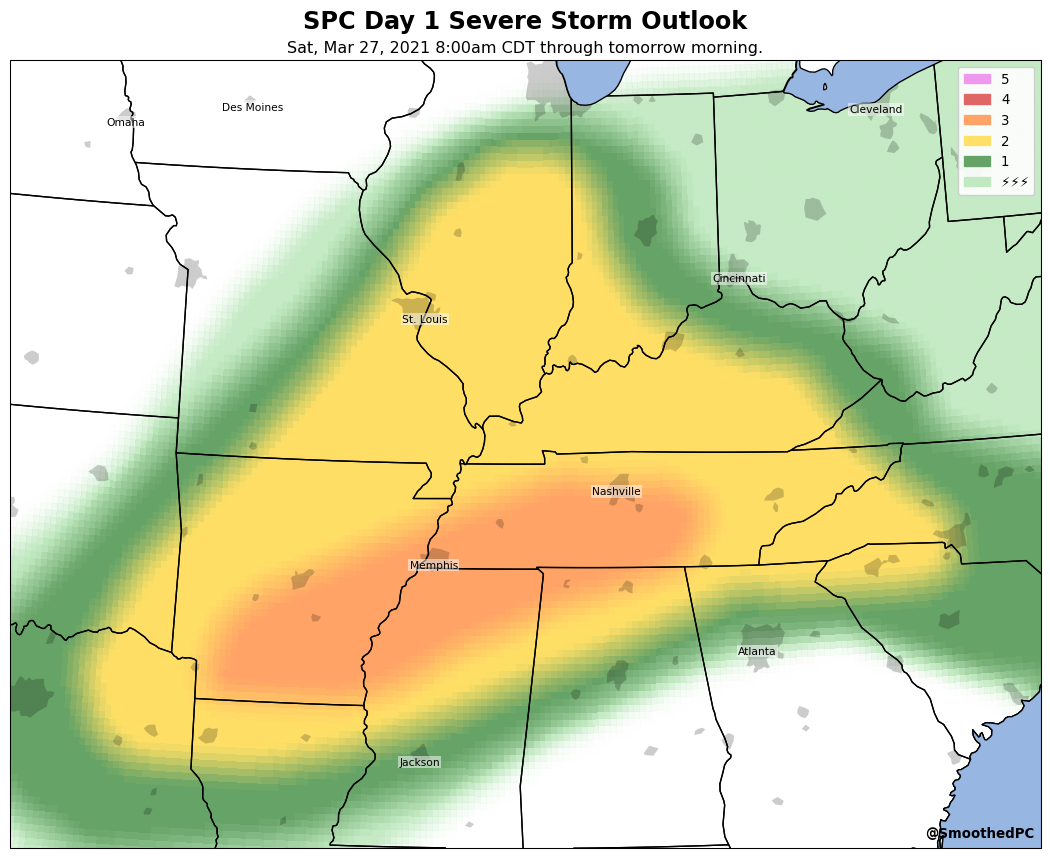 SPC Day 1 Severe Storm Outlook
Sat, Mar 27, 2021 8:00am CDT through tomorrow morning.
5
4
3
2
1
⚡⚡⚡
Des Moines
Omaha
Cleveland
Cincinnati
St. Louis
Nashville
Memphis
Atlanta
Jackson
@SmoothedPC